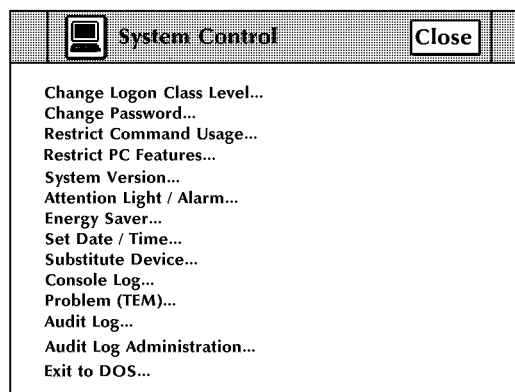 System Control
Close
Change Logon Class Level...
Change Password...
Restrict Command Usage...
Restrict PC Features...
System Version...
Attention Light / Alarm...
Energy Saver...
Set Date / Time...
Substitute Device...
Console Log...
Problem (TEM)...
Audit Log...
Audit Log Administration...
Exit to DOS...